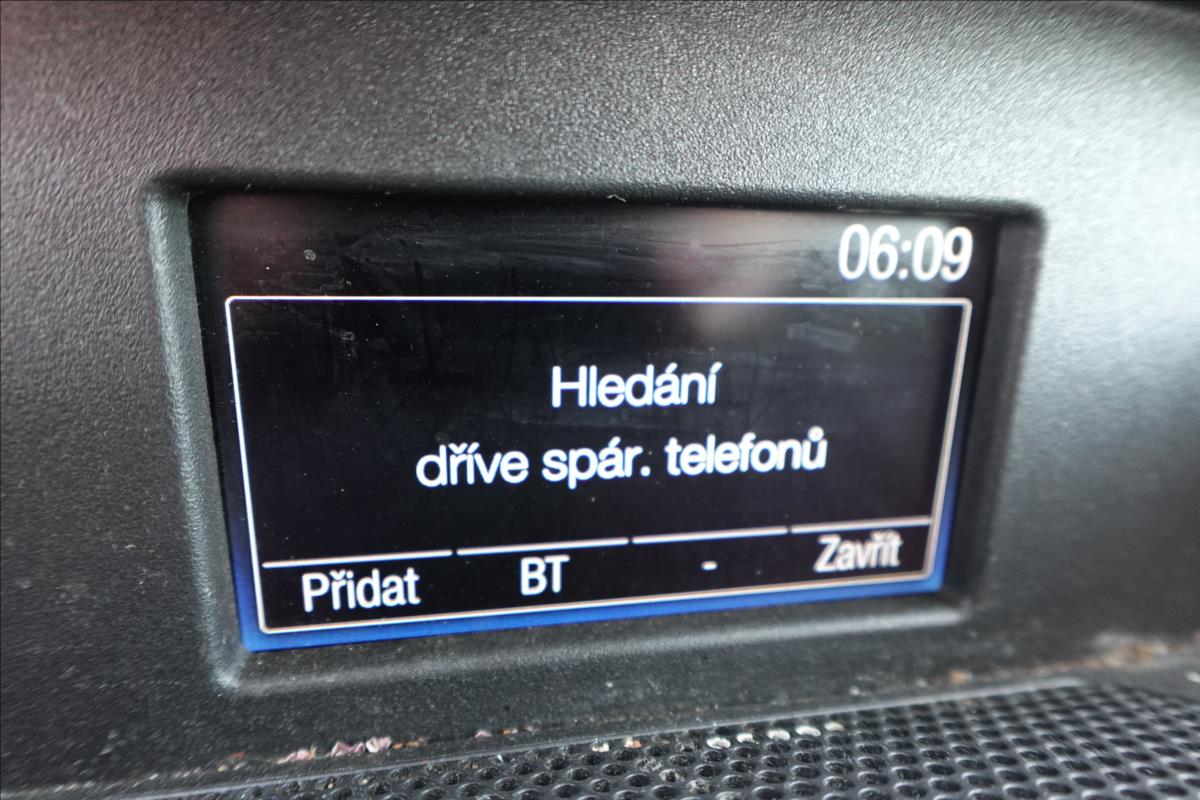 06:09
Hledání
dříve spár. telefonů
Přidat BT - Zavřít